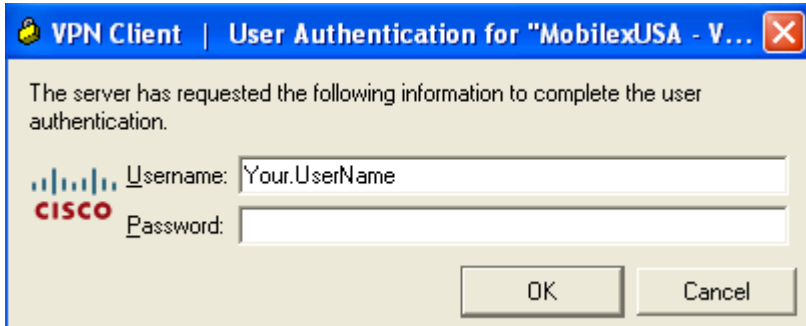 VPN Client | User Authentication for "MobilexUSA - V...
The server has requested the following information to complete the user
authentication.
Username: Your.UserName
CISCO
Password:
OK Cancel